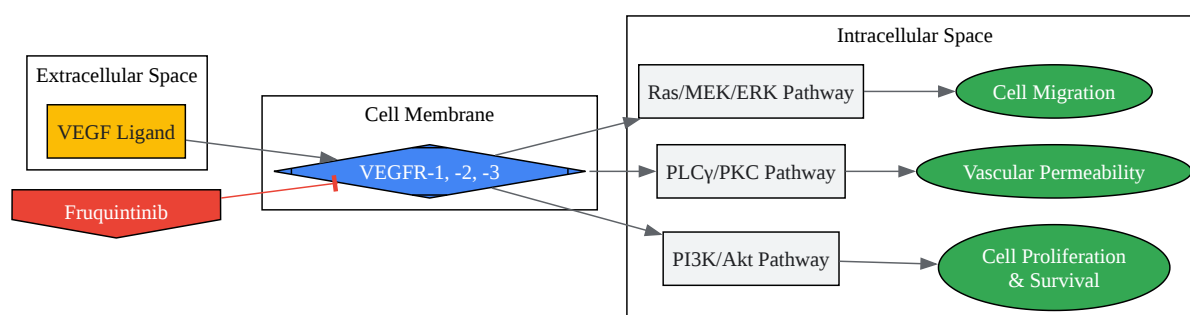 Extracellular Space
VEGF Ligand
Fruquintinib
Cell Membrane
VEGFR-1, -2, -3
Intracellular Space
Ras/MEK/ERK Pathway
Cell Migration
PLCγ/PKC Pathway
Vascular Permeability
PI3K/Akt Pathway
Cell Proliferation
& Survival